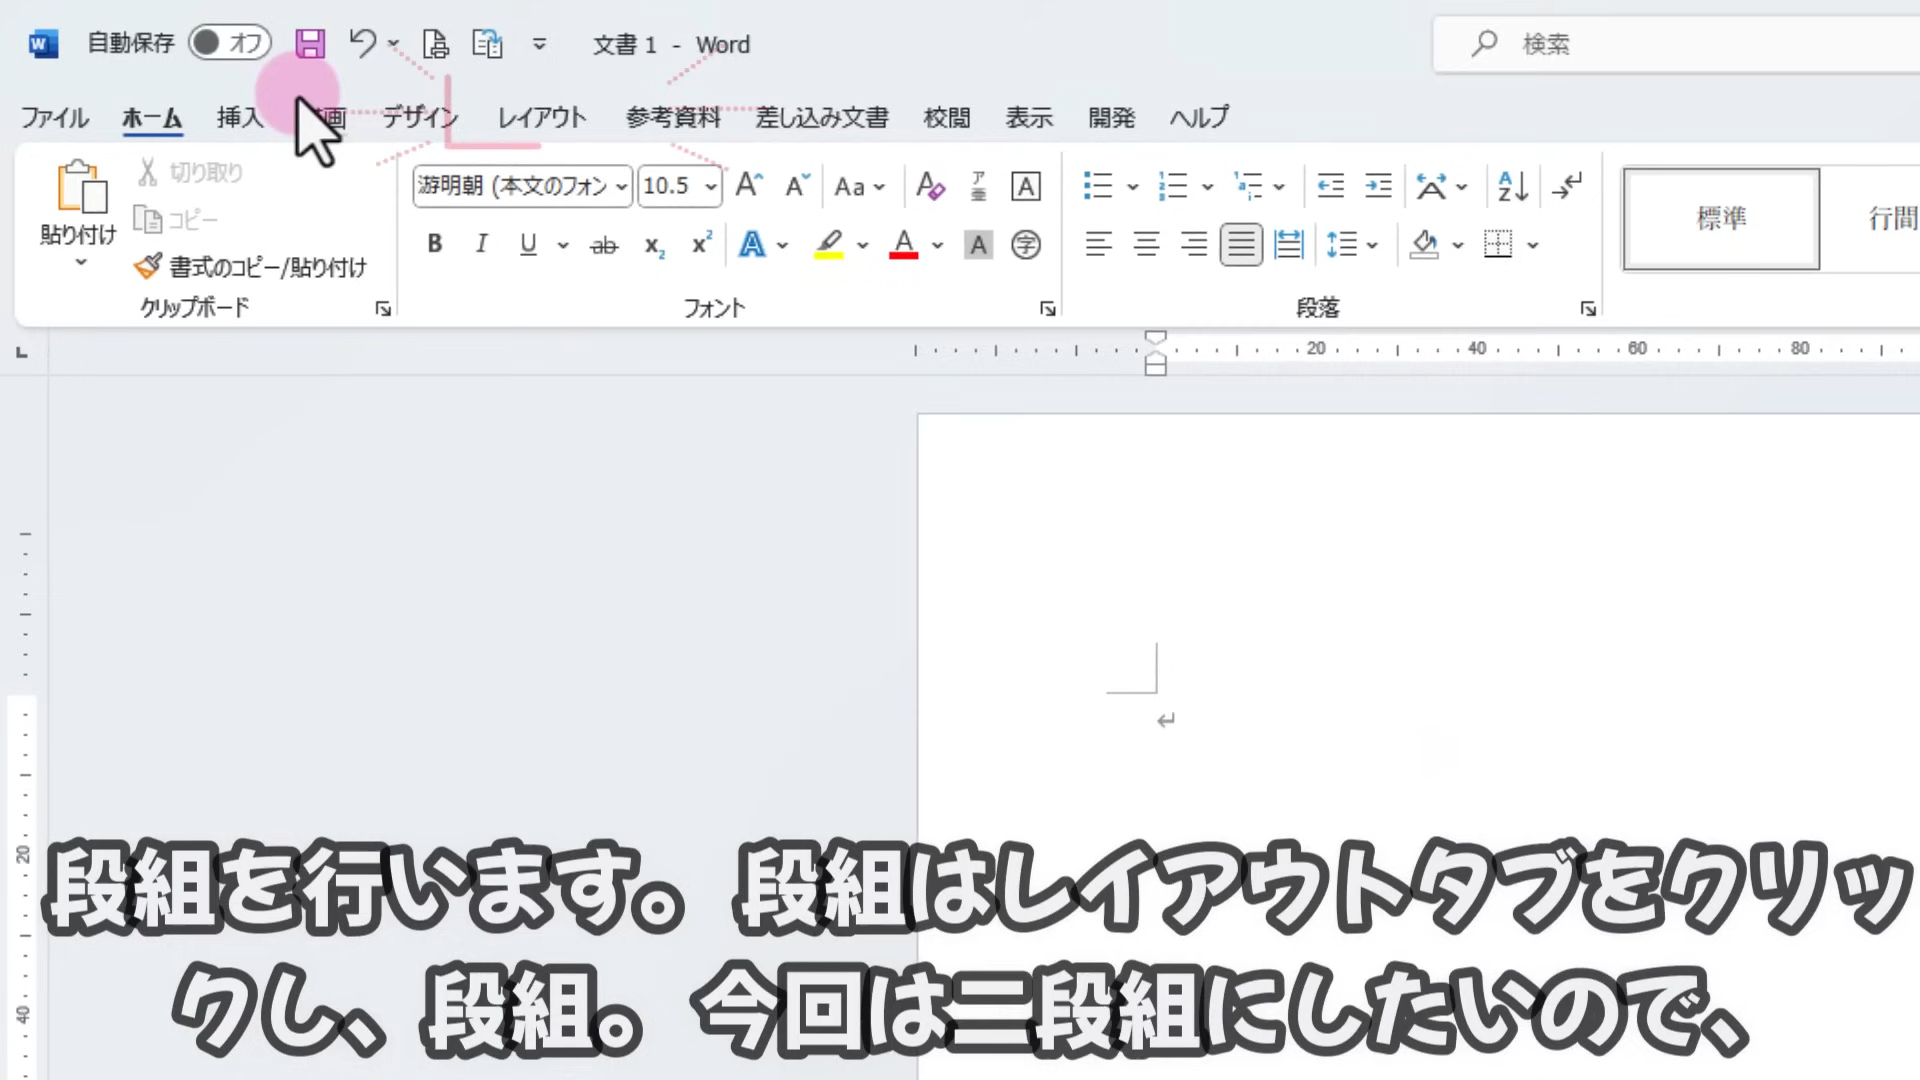 自動保存 オフ 文書 1 - Word 検索
ファイル ホーム 挿入 画 デザイン レイアウト 参考資料 差し込み文書 校閲 表示 開発 ヘルプ
貼り付け
切り取り
コピー
書式のコピー/貼り付け
クリップボード
游明朝 (本文のフォン 10.5 Aa
B I U ab x₂ x² A A A 字
フォント
段落
標準
行間
20 40 60 80
20
40
段組を行います。段組はレイアウトタブをクリッ
クし、段組。今回は二段組にしたいので、